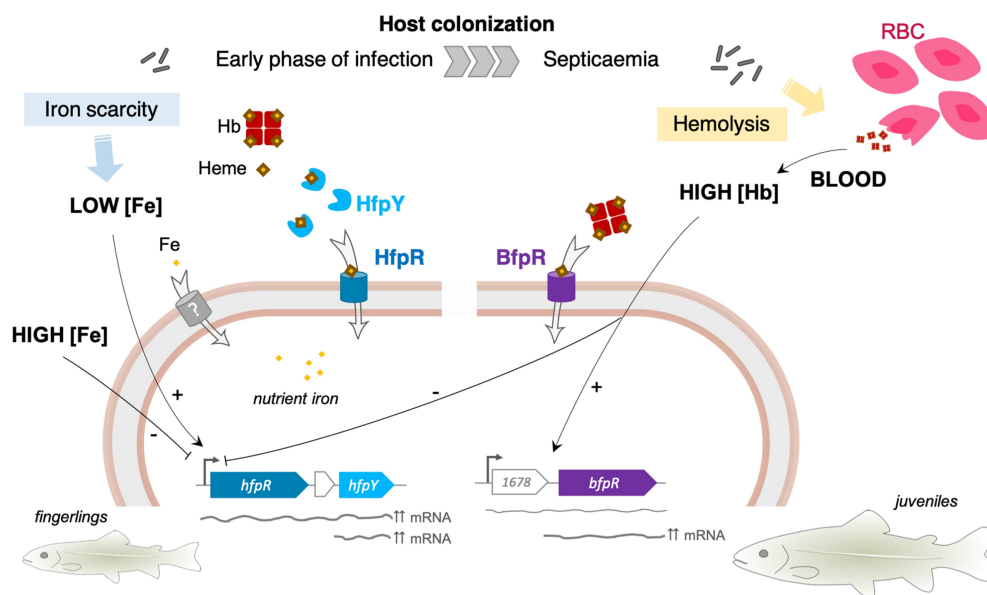 Host colonization
Early phase of infection
Septicaemia
RBC
Iron scarcity
Hemolysis
Hb
Heme
BLOOD
LOW [Fe]
HfpY
HIGH [Hb]
Fe
HfpR
BfpR
?
HIGH [Fe]
nutrient iron
+
-
-
+
hfpR
hfpY
1678
bfpR
fingerlings
↑↑ mRNA
↑↑ mRNA
↑↑ mRNA
juveniles